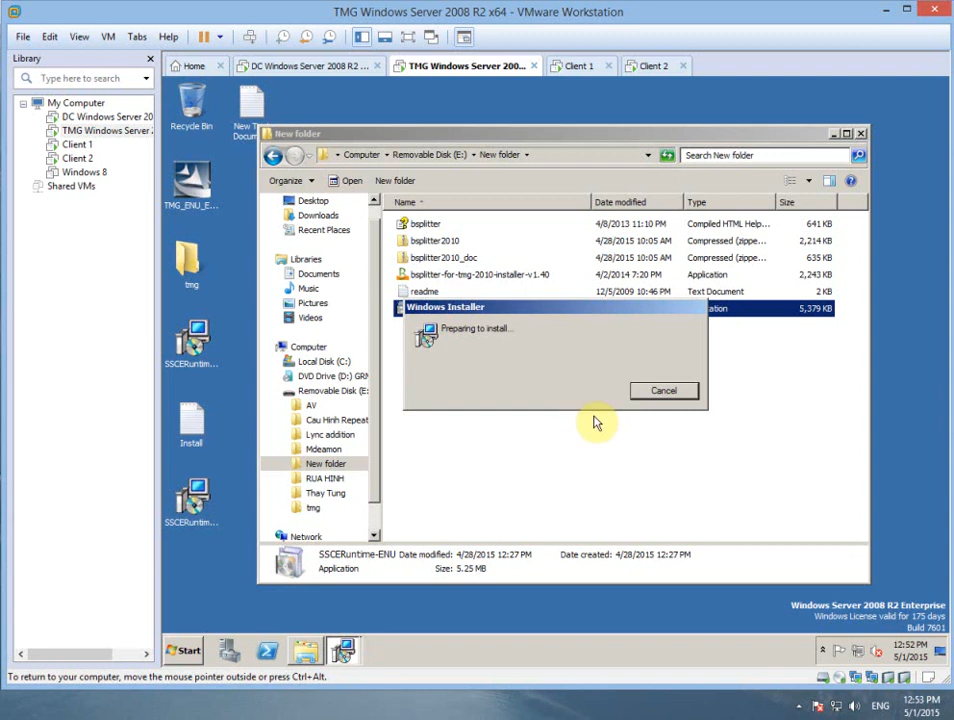 TMG Windows Server 2008 R2 x64 - VMware Workstation
File Edit View VM Tabs Help
Library
Home
DC Windows Server 2008 R2 ...
TMG Windows Server 200...
Client 1
Client 2
Type here to search
My Computer
DC Windows Server 20
TMG Windows Server
Client 1
Client 2
Windows 8
Shared VMs
Recycle Bin
New
Docum
TMG_ENU_E...
tmg
SSCERuntim...
Install
SSCERuntim...
New folder
Computer Removable Disk (E:) New folder
Search New folder
Organize Open New folder
Name Date modified Type Size
Desktop
Downloads
Recent Places
Libraries
Documents
Music
Pictures
Videos
Computer
Local Disk (C:)
DVD Drive (D:) GRM
Removable Disk (E:
AV
Cau Hinh Repeat
Lync addition
Mdeamon
New folder
RUA HINH
Thay Tung
tmg
Network
bsplitter 4/8/2013 11:10 PM Compiled HTML Help... 641 KB
bsplitter2010 4/28/2015 10:05 AM Compressed (zippe... 2,214 KB
bsplitter2010_doc 4/28/2015 10:05 AM Compressed (zippe... 635 KB
bsplitter-for-tmg-2010-installer-v1.40 4/2/2014 7:20 PM Application 2,243 KB
readme 12/5/2009 10:46 PM Text Document 2 KB
ation 5,379 KB
Windows Installer
Preparing to install...
Cancel
SSCERuntime-ENU Date modified: 4/28/2015 12:27 PM Date created: 4/28/2015 12:27 PM
Application Size: 5.25 MB
Windows Server 2008 R2 Enterprise
Windows License valid for 175 days
Build 7601
Start
12:52 PM
5/1/2015
To return to your computer, move the mouse pointer outside or press Ctrl+Alt.
ENG
12:53 PM
5/1/2015